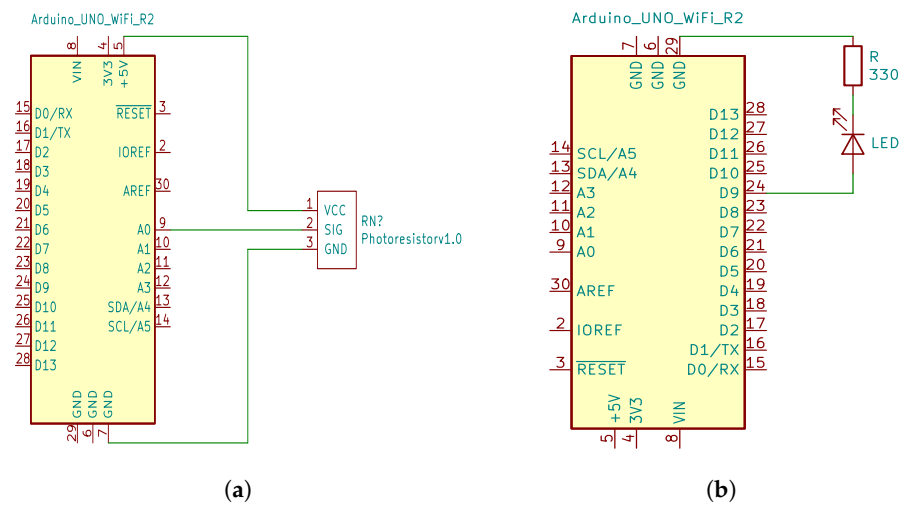 Arduino_UNO_WiFi_R2
8
4
5
VIN
3V3
+5V
15 D0/RX
16 D1/TX
17 D2
18 D3
19 D4
20 D5
21 D6
22 D7
23 D8
24 D9
25 D10
26 D11
27 D12
28 D13
RESET 3
IOREF 2
AREF 30
A0 9
A1 10
A2 11
A3 12
SDA/A4 13
SCL/A5 14
GND
GND
GND
29
6
7
1 VCC
2 SIG
3 GND
RN?
Photoresistorv1.0
(a)
Arduino_UNO_WiFi_R2
7
6
29
GND
GND
GND
14 SCL/A5
13 SDA/A4
12 A3
11 A2
10 A1
9 A0
30 AREF
2 IOREF
3 RESET
D13 28
D12 27
D11 26
D10 25
D9 24
D8 23
D7 22
D6 21
D5 20
D4 19
D3 18
D2 17
D1/TX 16
D0/RX 15
+5V
3V3
VIN
5
4
8
R
330
LED
(b)